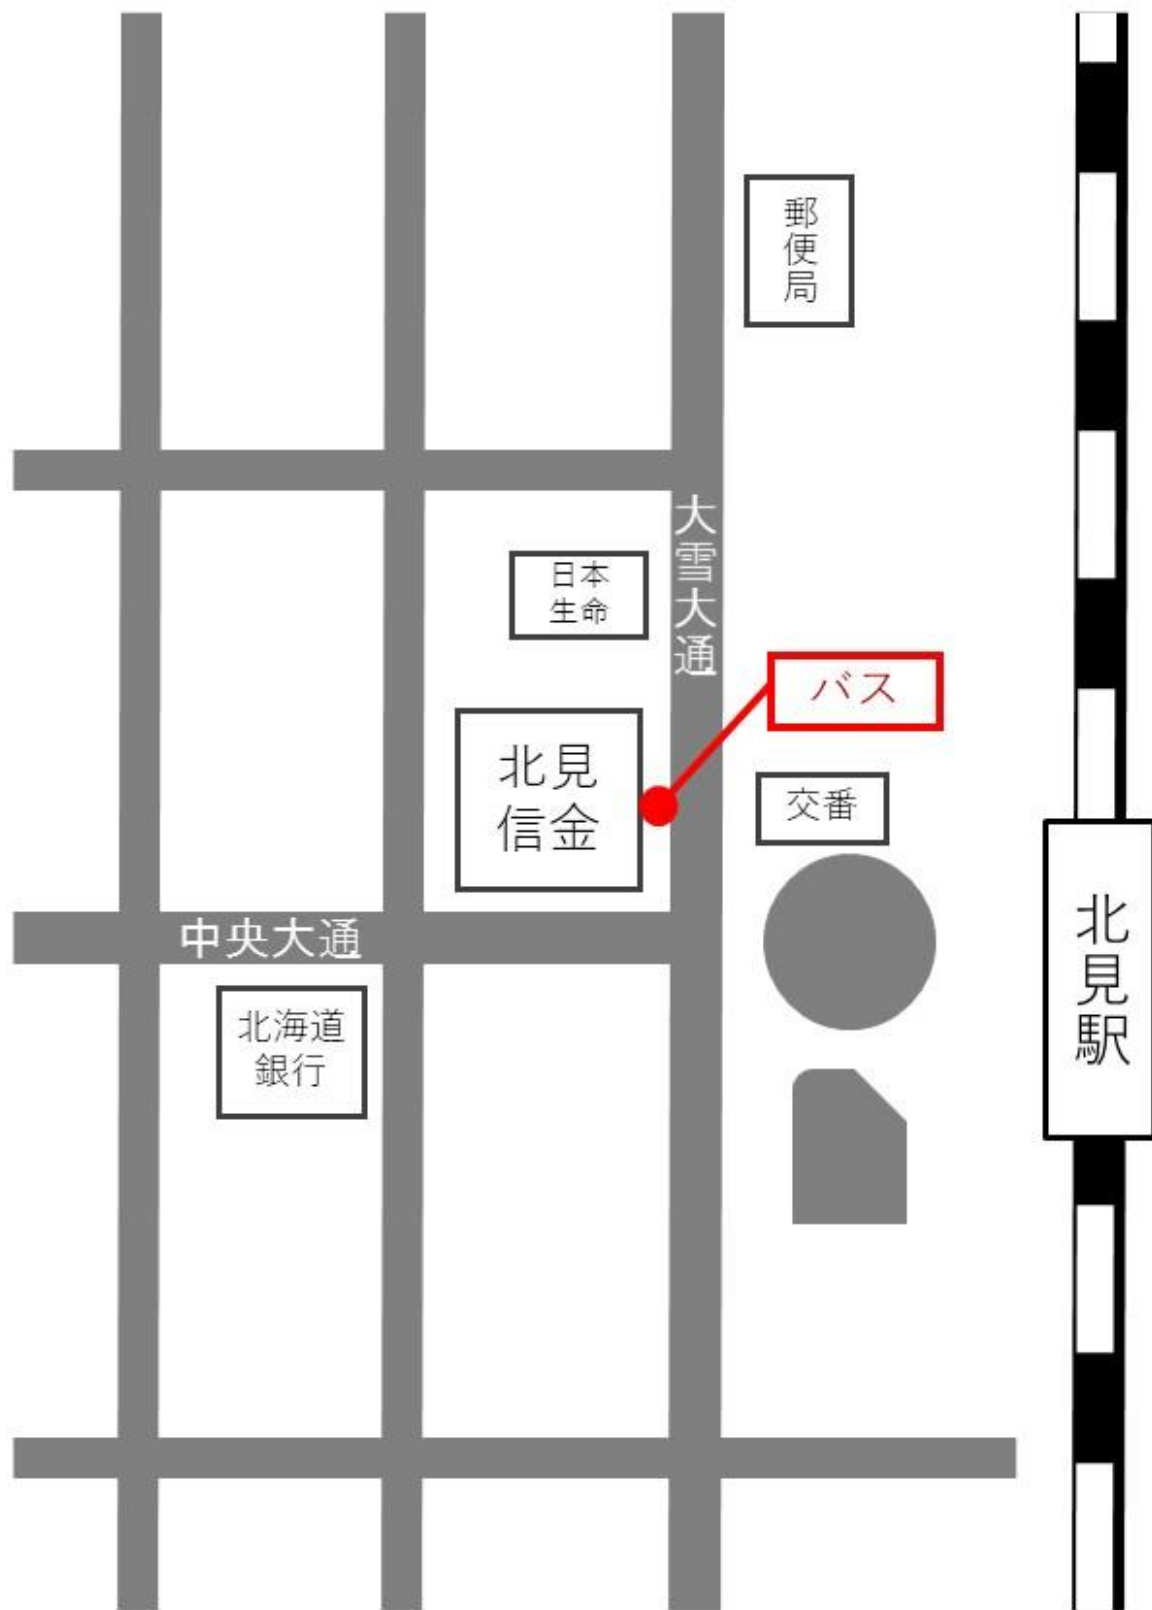 郵便局
大雪大通
日本
生命
バス
北見
信金
交番
北見駅
中央大通
北海道
銀行